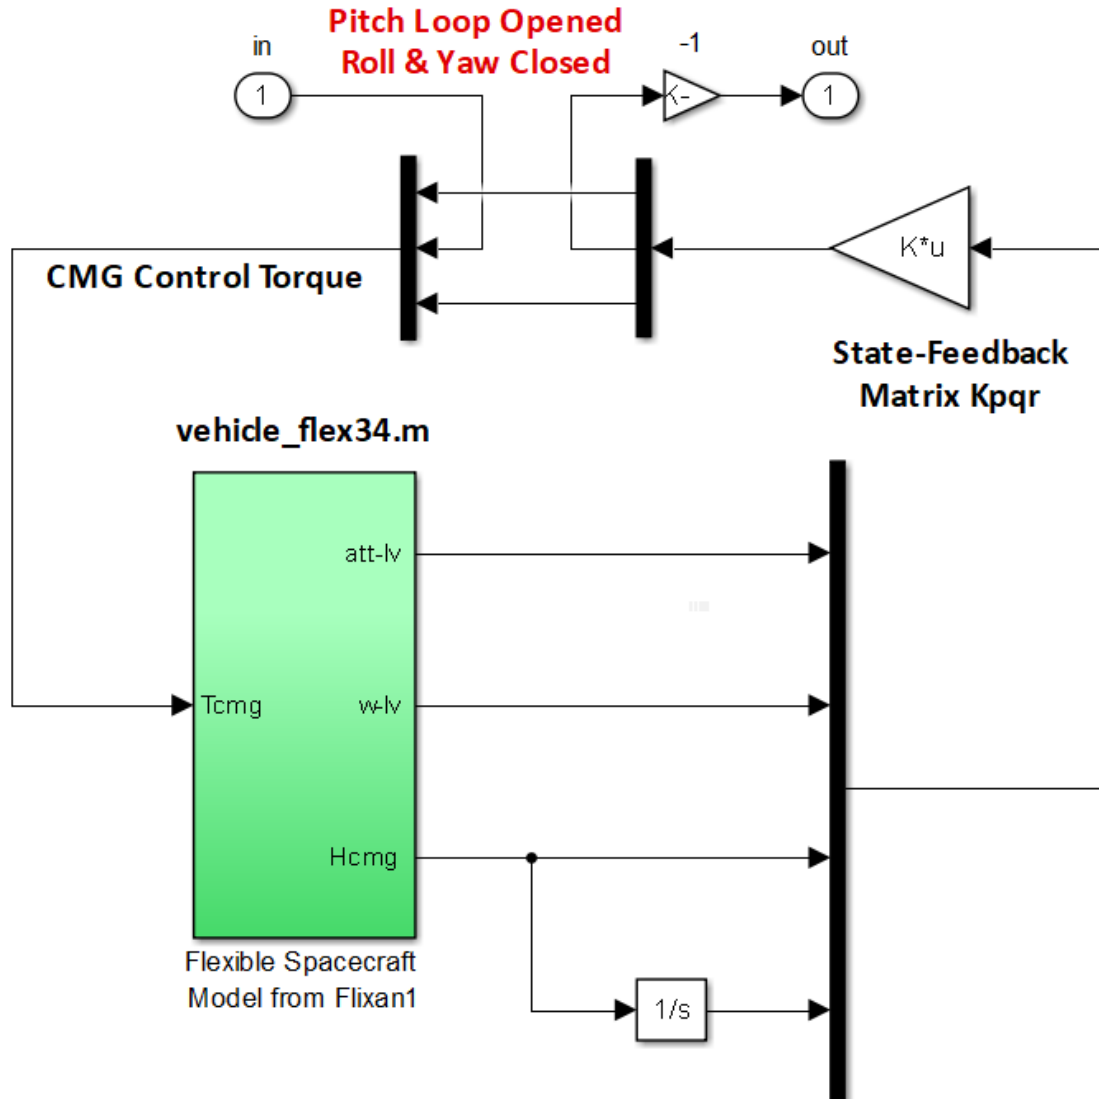 Pitch Loop Opened
Roll & Yaw Closed
in
-1
out
1
K-
1
K*u
CMG Control Torque
State-Feedback
Matrix Kpqr
vehicle_flex34.m
att-lv
Tcmg
w-lv
Hcmg
Flexible Spacecraft
Model from Flixan1
1/s